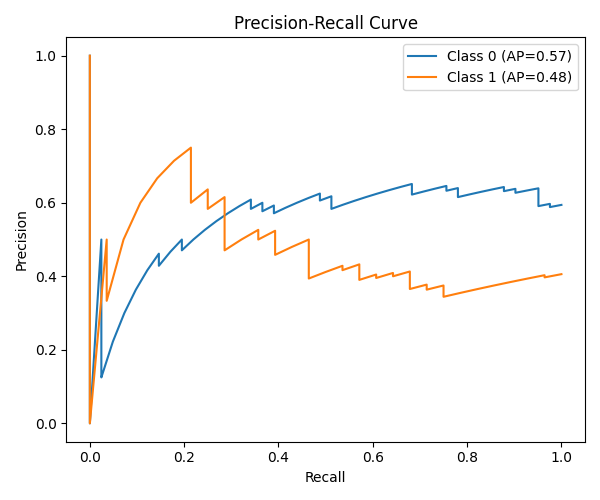 Precision-Recall Curve
Class 0 (AP=0.57)
Class 1 (AP=0.48)
Precision
1.0
0.8
0.6
0.4
0.2
0.0
0.0 0.2 0.4 0.6 0.8 1.0
Recall